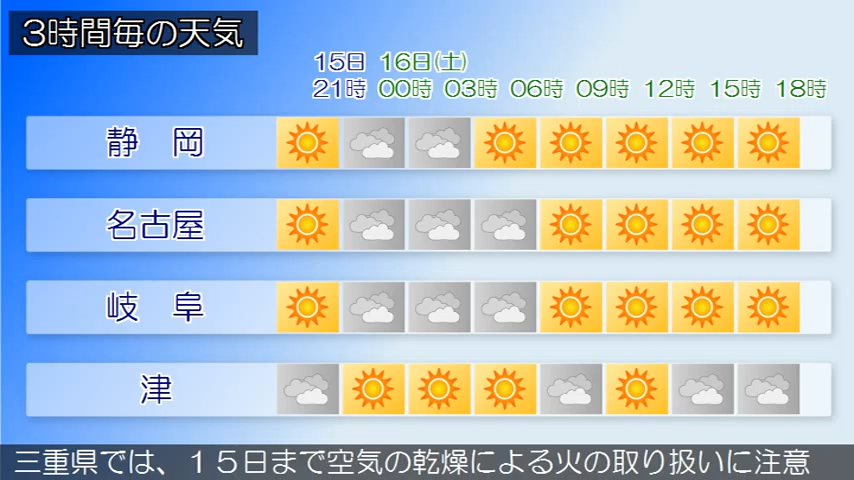 3時間毎の天気
15日 16日(土)
21時 00時 03時 06時 09時 12時 15時 18時
静　岡
名古屋
岐　阜
津
三重県では、１５日まで空気の乾燥による火の取り扱いに注意